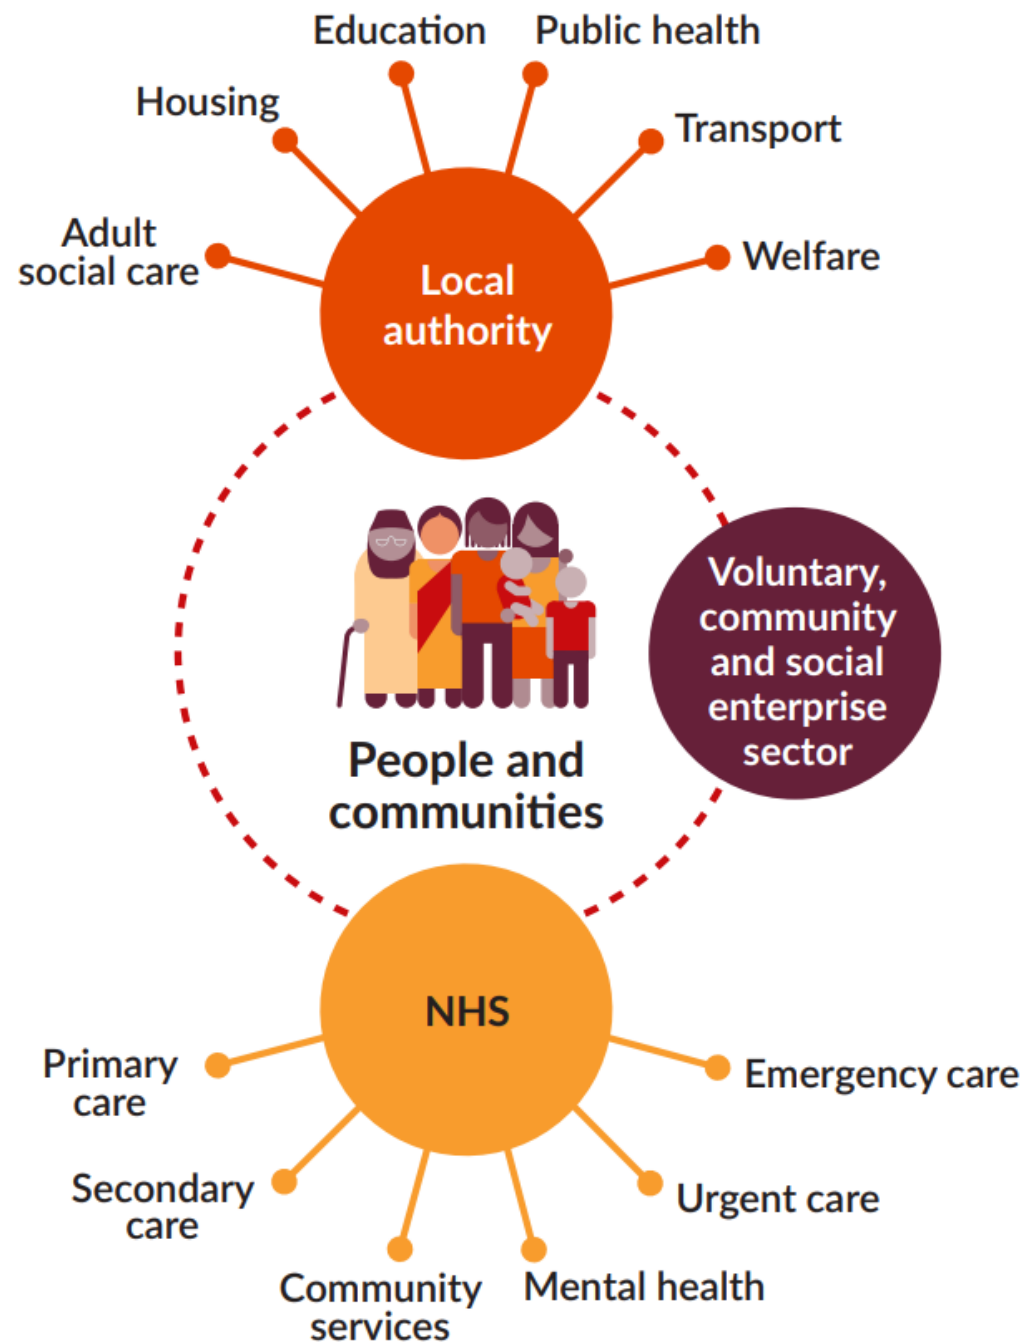 Education
Public health
Housing
Transport
Adult
social care
Welfare
Local
authority
Voluntary,
community
and social
enterprise
sector
People and
communities
NHS
Primary
care
Emergency care
Secondary
care
Urgent care
Community
services
Mental health